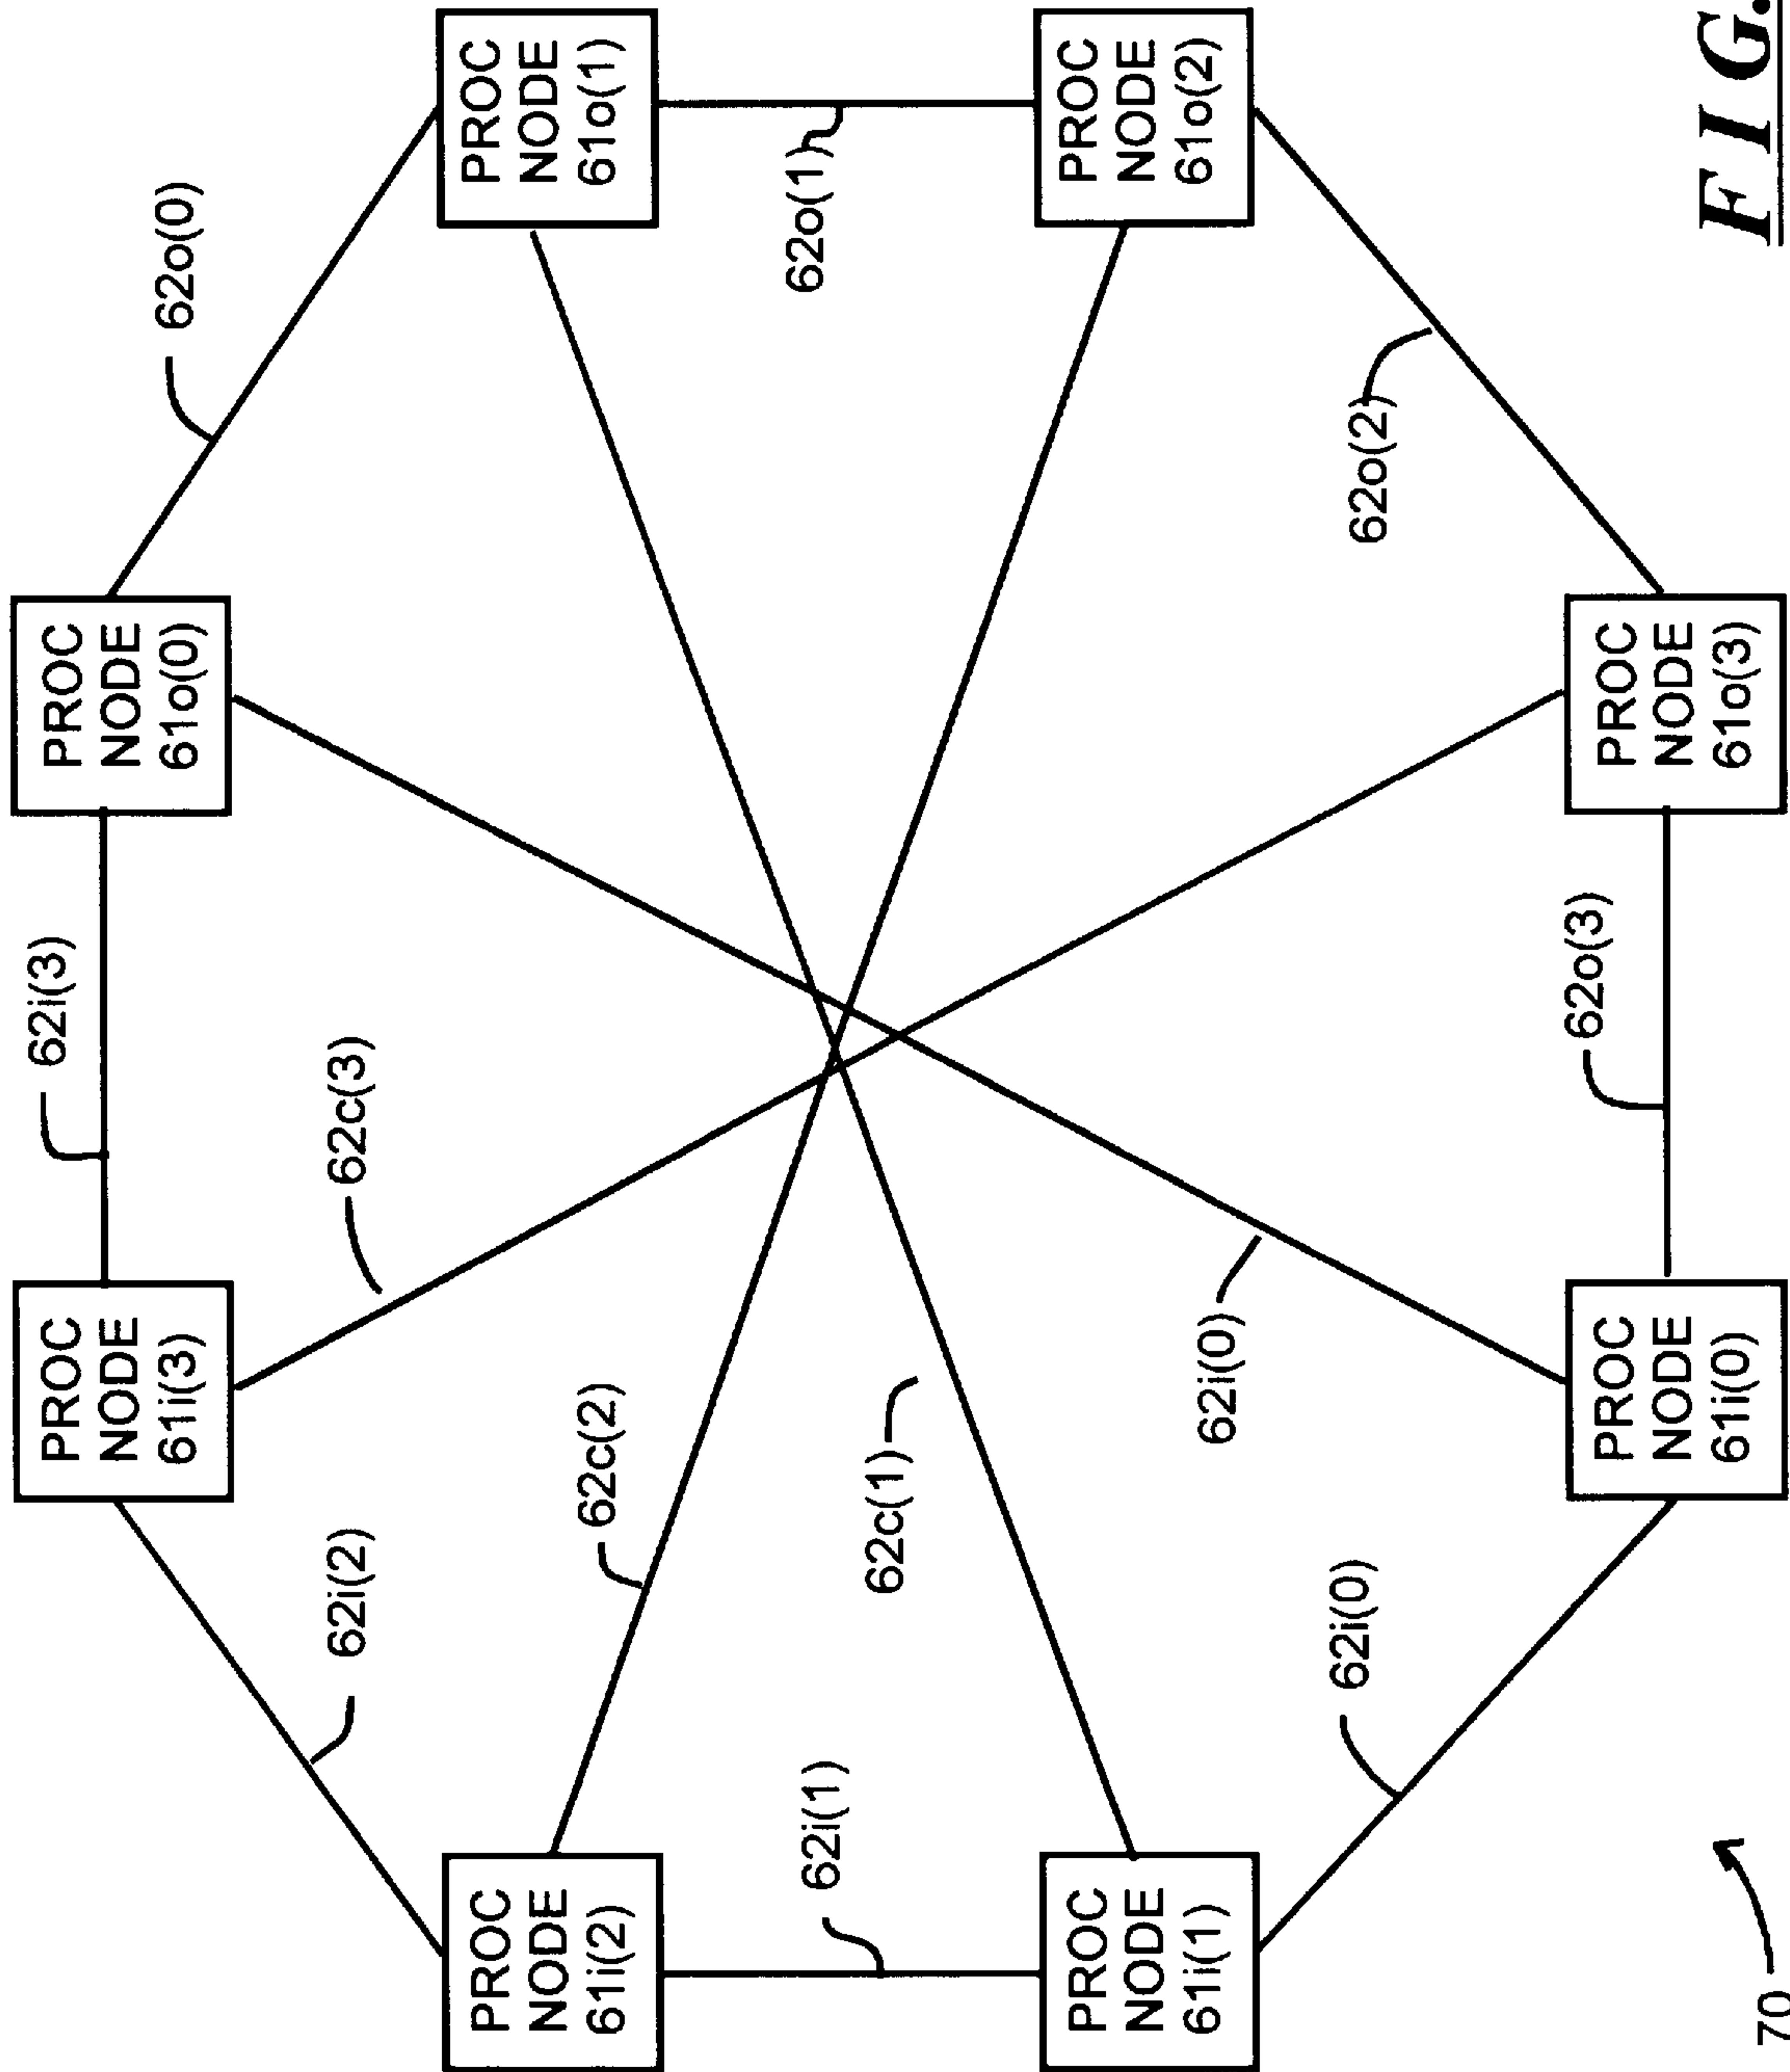 PROC
NODE
61i(3)
62i(3)
PROC
NODE
61o(0)
62o(0)
62i(2)
62c(3)
PROC
NODE
61i(2)
PROC
NODE
61o(1)
62c(2)
62i(1)
62o(1)
62c(1)
PROC
NODE
61i(1)
PROC
NODE
61o(2)
62i(0)
62i(0)
62o(2)
PROC
NODE
61i(0)
62o(3)
PROC
NODE
61o(3)
70
FIG.